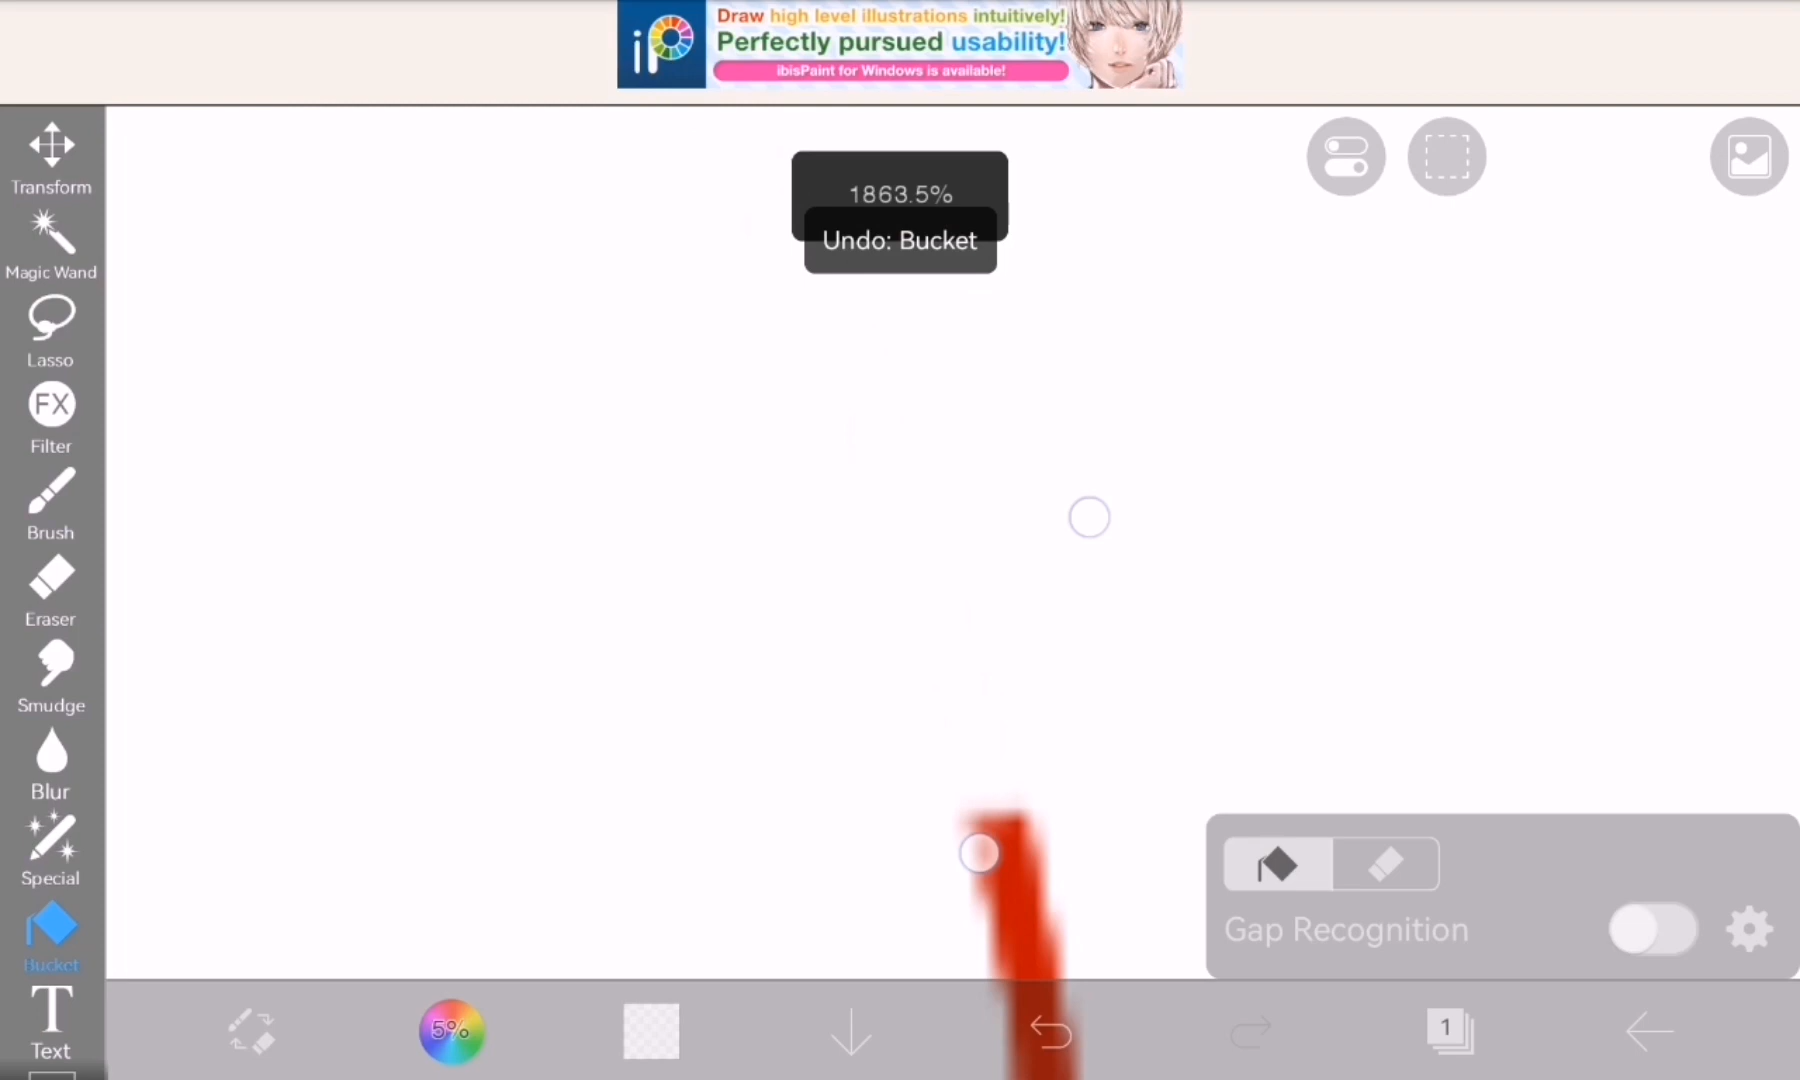 iP
Draw high level illustrations intuitively!
Perfectly pursued usability!
ibisPaint for Windows is available!
Transform
Magic Wand
Lasso
FX
Filter
Brush
Eraser
Smudge
Blur
Special
Bucket
T
Text
1863.5%
Undo: Bucket
Gap Recognition
5%
1